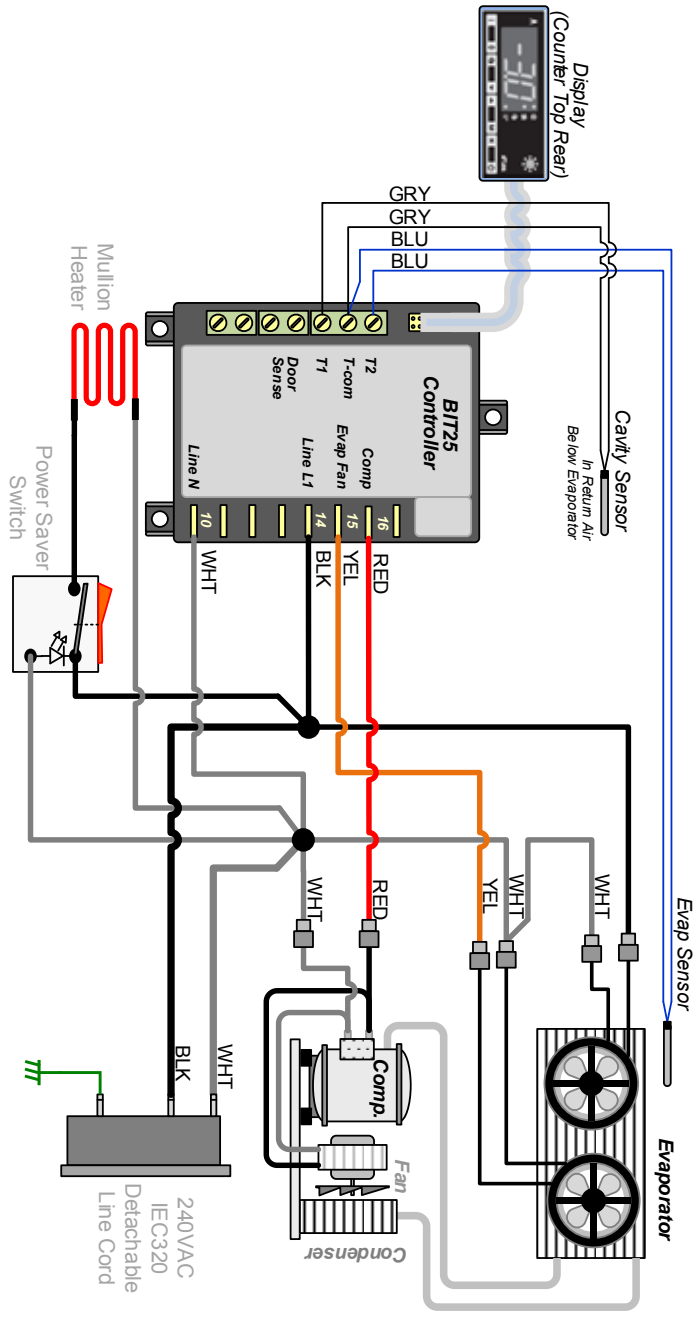 Display
(Counter Top Rear)
GRY
GRY
BLU
BLU
Cavity Sensor
In Return Air
Below Evaporator
Evap Sensor
T2
T-com
T1
Door
Sense
BIT25
Controller
Comp
Evap Fan
Line L1
Line N
16
15
14
10
RED
YEL
BLK
WHT
Mullion
Heater
Power Saver
Switch
WHT
YEL
WHT
RED
WHT
Evaporator
Comp.
Fan
Condenser
WHT
BLK
240VAC
IEC320
Detachable
Line Cord